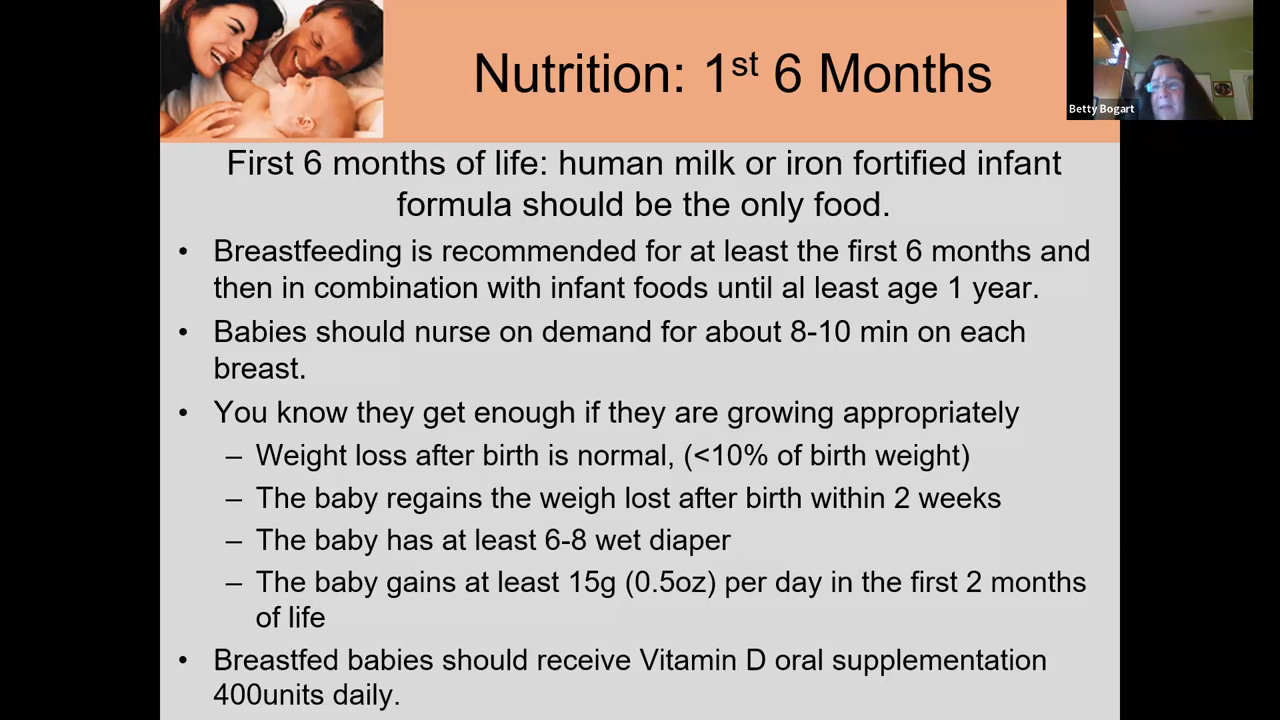 Nutrition: 1st 6 Months
Betty Bogart
First 6 months of life: human milk or iron fortified infant
formula should be the only food.
• Breastfeeding is recommended for at least the first 6 months and
then in combination with infant foods until al least age 1 year.
• Babies should nurse on demand for about 8-10 min on each
breast.
• You know they get enough if they are growing appropriately
– Weight loss after birth is normal, (<10% of birth weight)
– The baby regains the weigh lost after birth within 2 weeks
– The baby has at least 6-8 wet diaper
– The baby gains at least 15g (0.5oz) per day in the first 2 months
of life
• Breastfed babies should receive Vitamin D oral supplementation
400units daily.